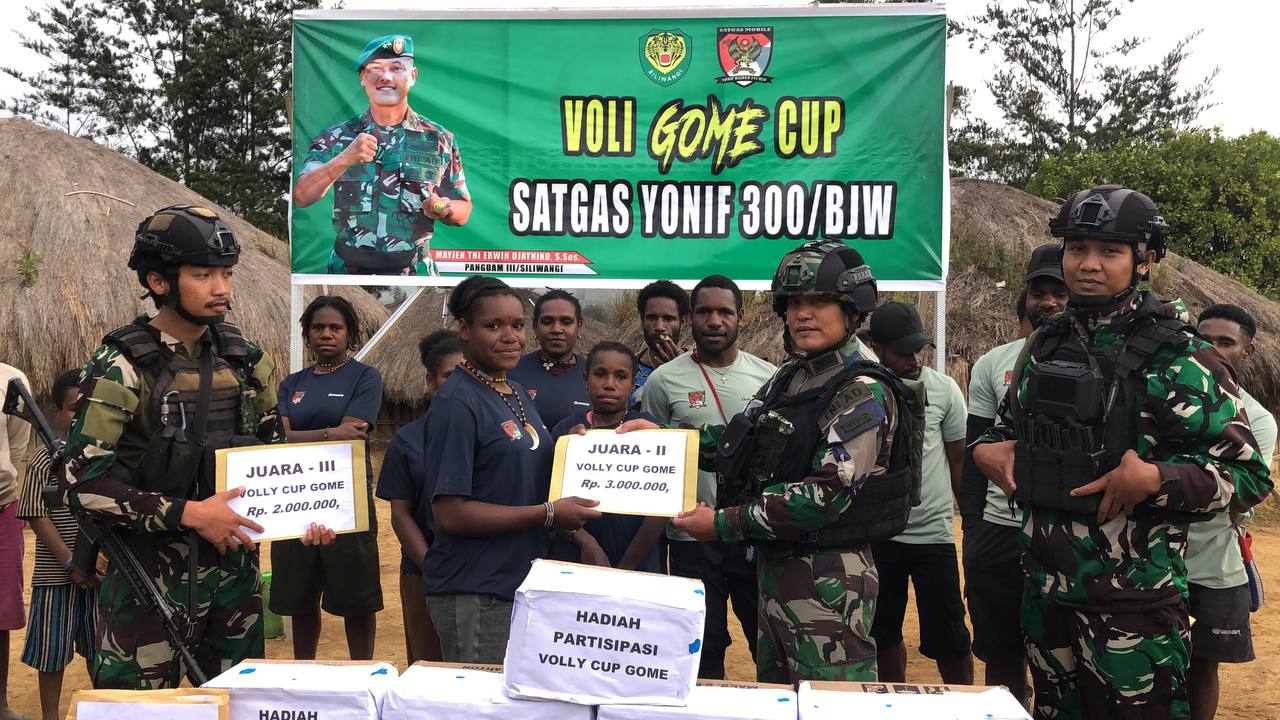 SILIWANGI
SATGAS MOBILE
VOLI GOME CUP
SATGAS YONIF 300/BJW
MAYJEN TNI ERWIN DJATNIKO, S.Sos.
PANGDAM III/SILIWANGI
JUARA - III
VOLLY CUP GOME
Rp. 2.000.000,
JUARA - II
VOLLY CUP GOME
Rp. 3.000.000,
HADIAH
PARTISIPASI
VOLLY CUP GOME
HADIAH